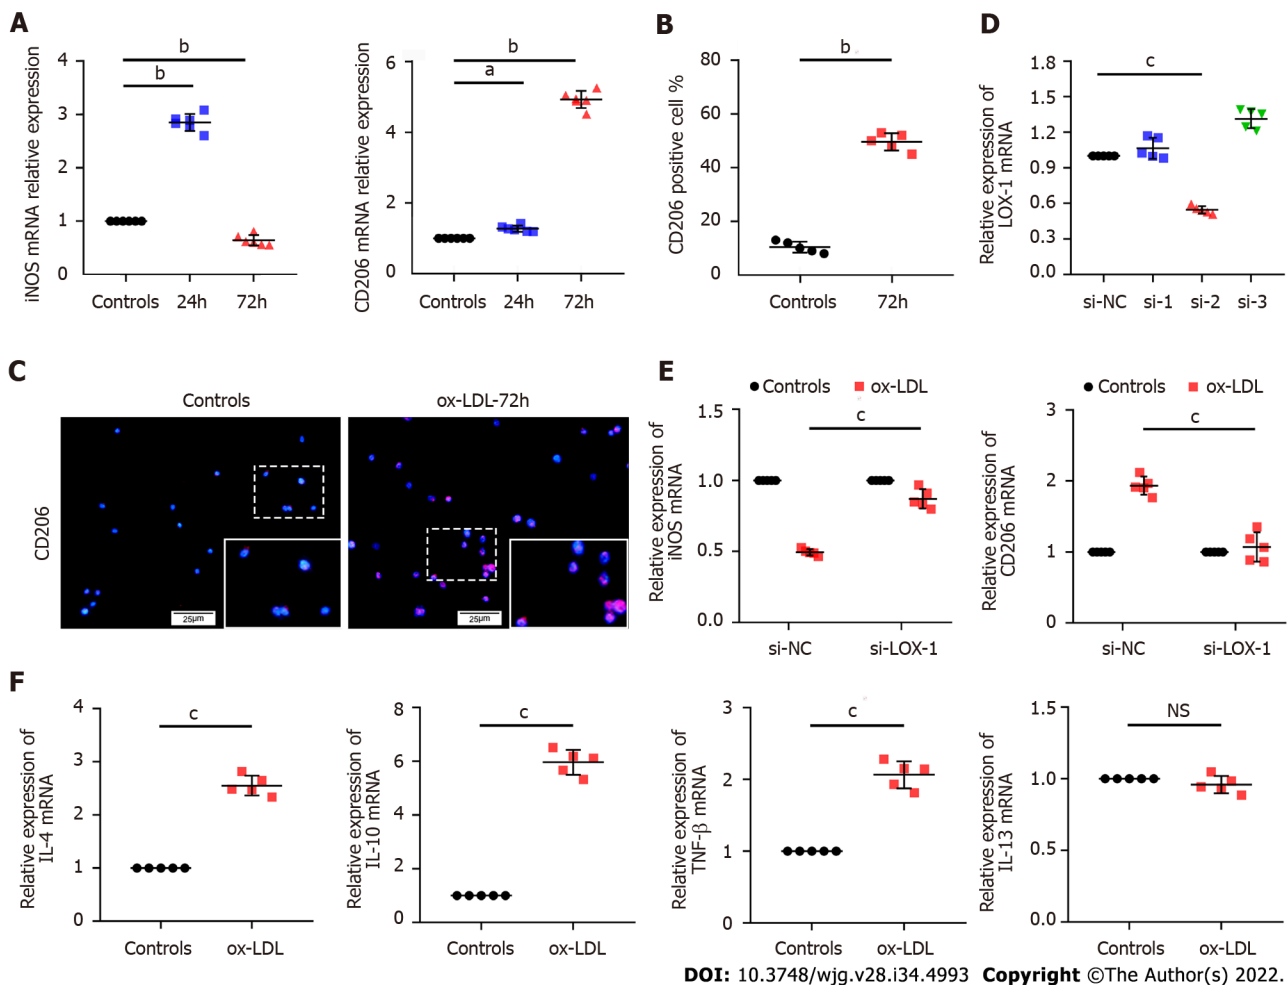 A
iNOS mRNA relative expression
4
3
2
1
0
b
b
Controls 24h 72h
CD206 mRNA relative expression
6
4
2
0
b
a
Controls 24h 72h
B
CD206 positive cell %
80
60
40
20
0
b
Controls 72h
D
Relative expression of
LOX-1 mRNA
1.8
1.5
1.2
0.9
0.6
0.3
0.0
c
si-NC si-1 si-2 si-3
C
Controls ox-LDL-72h
CD206
25μm 25μm
E
Controls ox-LDL
Relative expression of
iNOS mRNA
1.5
1.0
0.5
0.0
c
si-NC si-LOX-1
Controls ox-LDL
Relative expression of
CD206 mRNA
3
2
1
0
c
si-NC si-LOX-1
F
Relative expression of
IL-4 mRNA
4
3
2
1
0
c
Controls ox-LDL
Relative expression of
IL-10 mRNA
8
6
4
2
0
c
Controls ox-LDL
Relative expression of
TNF-β mRNA
3
2
1
0
c
Controls ox-LDL
Relative expression of
IL-13 mRNA
1.5
1.0
0.5
0.0
NS
Controls ox-LDL
DOI: 10.3748/wjg.v28.i34.4993 Copyright ©The Author(s) 2022.